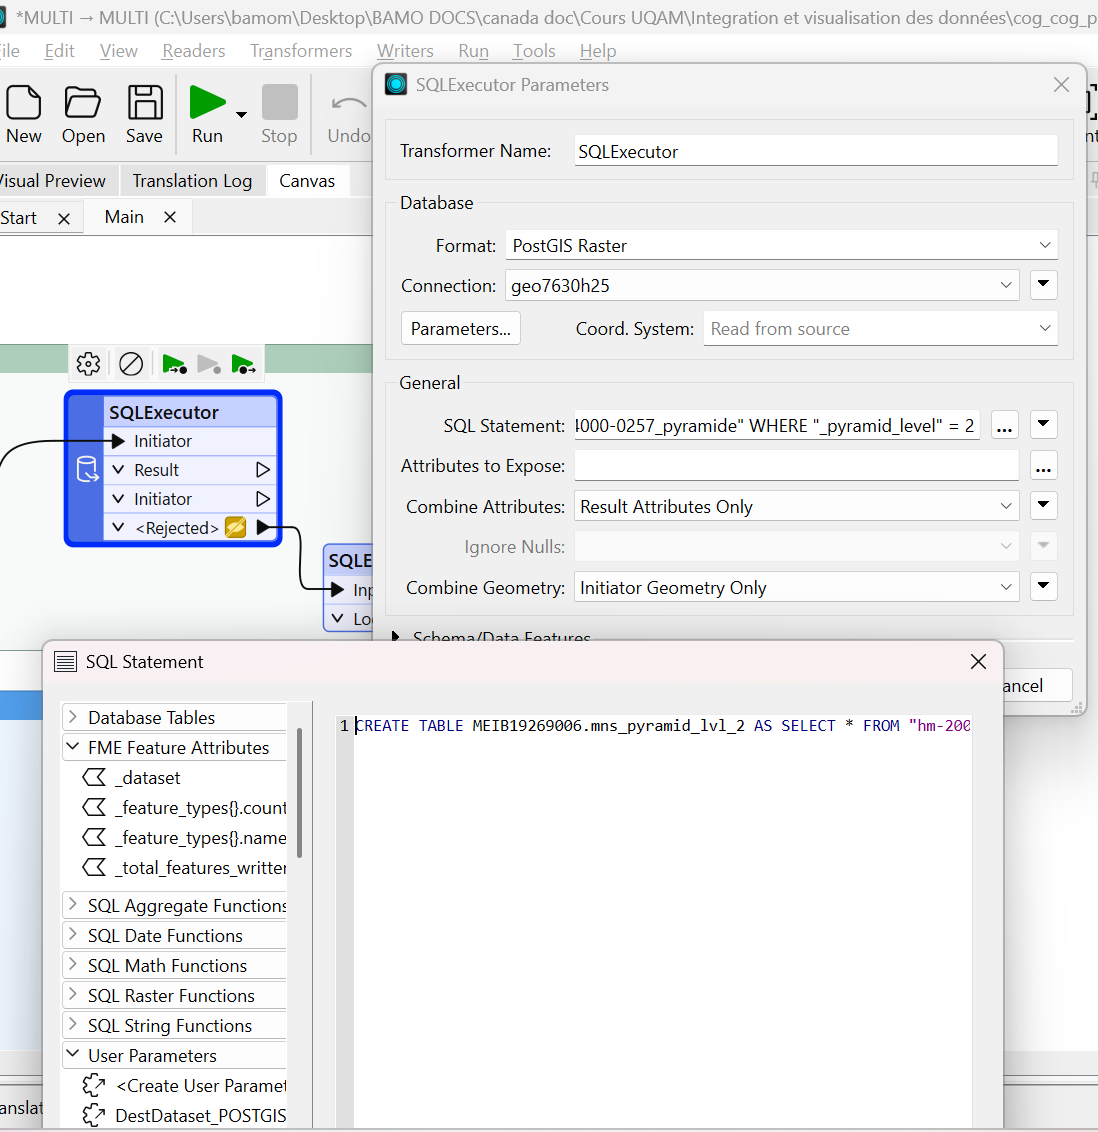 *MULTI → MULTI (C:\Users\bamom\Desktop\BAMO DOCS\canada doc\Cours UQAM\Integration et visualisation des données\cog_cog_p
File Edit View Readers Transformers Writers Run Tools Help
New Open Save Run Stop Undo
Visual Preview Translation Log Canvas
Start Main
SQLExecutor
Initiator
Result
Initiator
<Rejected>
SQLE
Inp
Lo
SQLExecutor Parameters
Transformer Name: SQLExecutor
Database
Format: PostGIS Raster
Connection: geo7630h25
Parameters... Coord. System: Read from source
General
SQL Statement: 4000-0257_pyramide" WHERE "_pyramid_level" = 2 ...
Attributes to Expose: ...
Combine Attributes: Result Attributes Only
Ignore Nulls:
Combine Geometry: Initiator Geometry Only
Schema/Data Features
ancel
SQL Statement
Database Tables
FME Feature Attributes
_dataset
_feature_types{}.count
_feature_types{}.name
_total_features_written
SQL Aggregate Functions
SQL Date Functions
SQL Math Functions
SQL Raster Functions
SQL String Functions
User Parameters
<Create User Paramet
DestDataset_POSTGIS
1 CREATE TABLE MEIB19269006.mns_pyramid_lvl_2 AS SELECT * FROM "hm-200
anslat